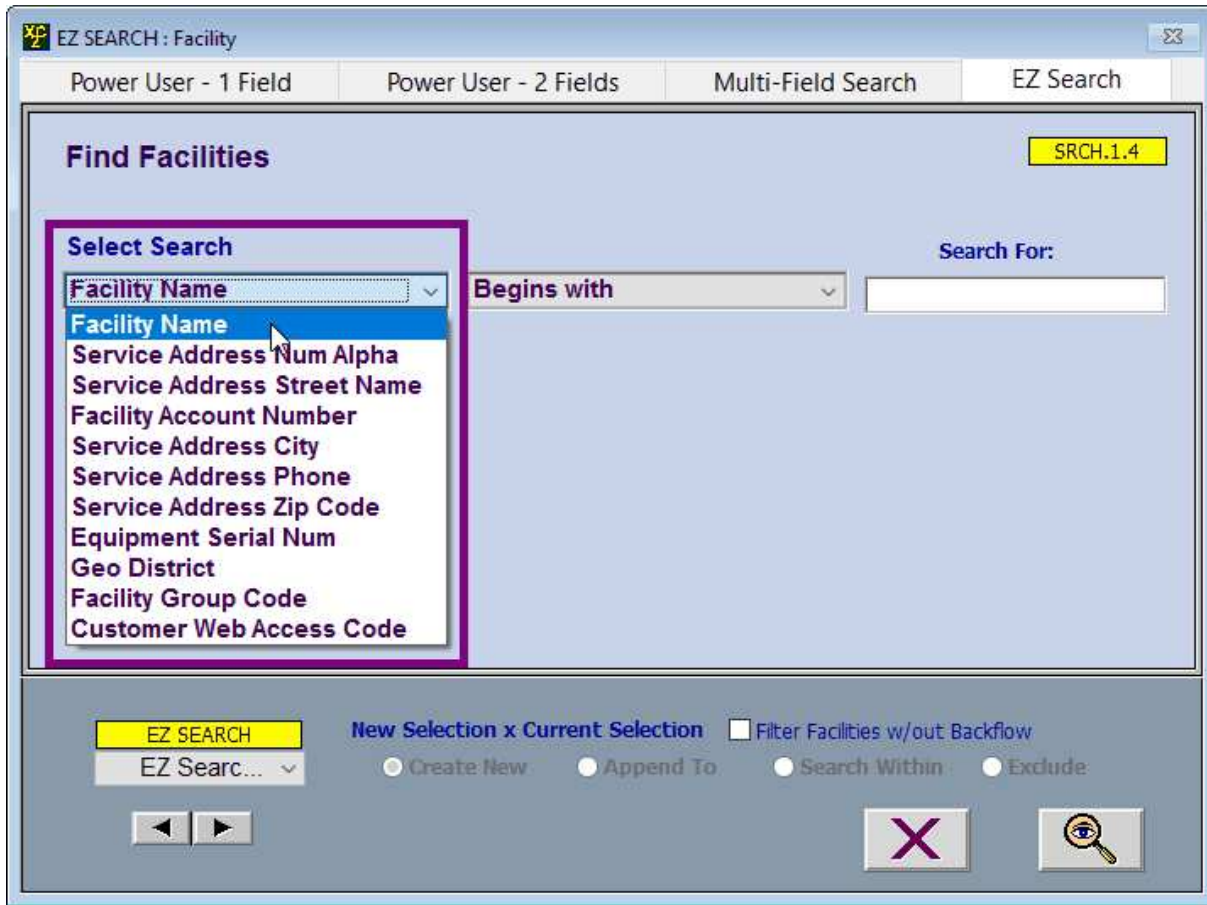 EZ SEARCH : Facility
Power User - 1 Field
Power User - 2 Fields
Multi-Field Search
EZ Search
Find Facilities
SRCH.1.4
Select Search
Search For:
Facility Name
Begins with
Facility Name
Service Address Num Alpha
Service Address Street Name
Facility Account Number
Service Address City
Service Address Phone
Service Address Zip Code
Equipment Serial Num
Geo District
Facility Group Code
Customer Web Access Code
EZ SEARCH
New Selection x Current Selection
Filter Facilities w/out Backflow
EZ Searc...
Create New
Append To
Search Within
Exclude